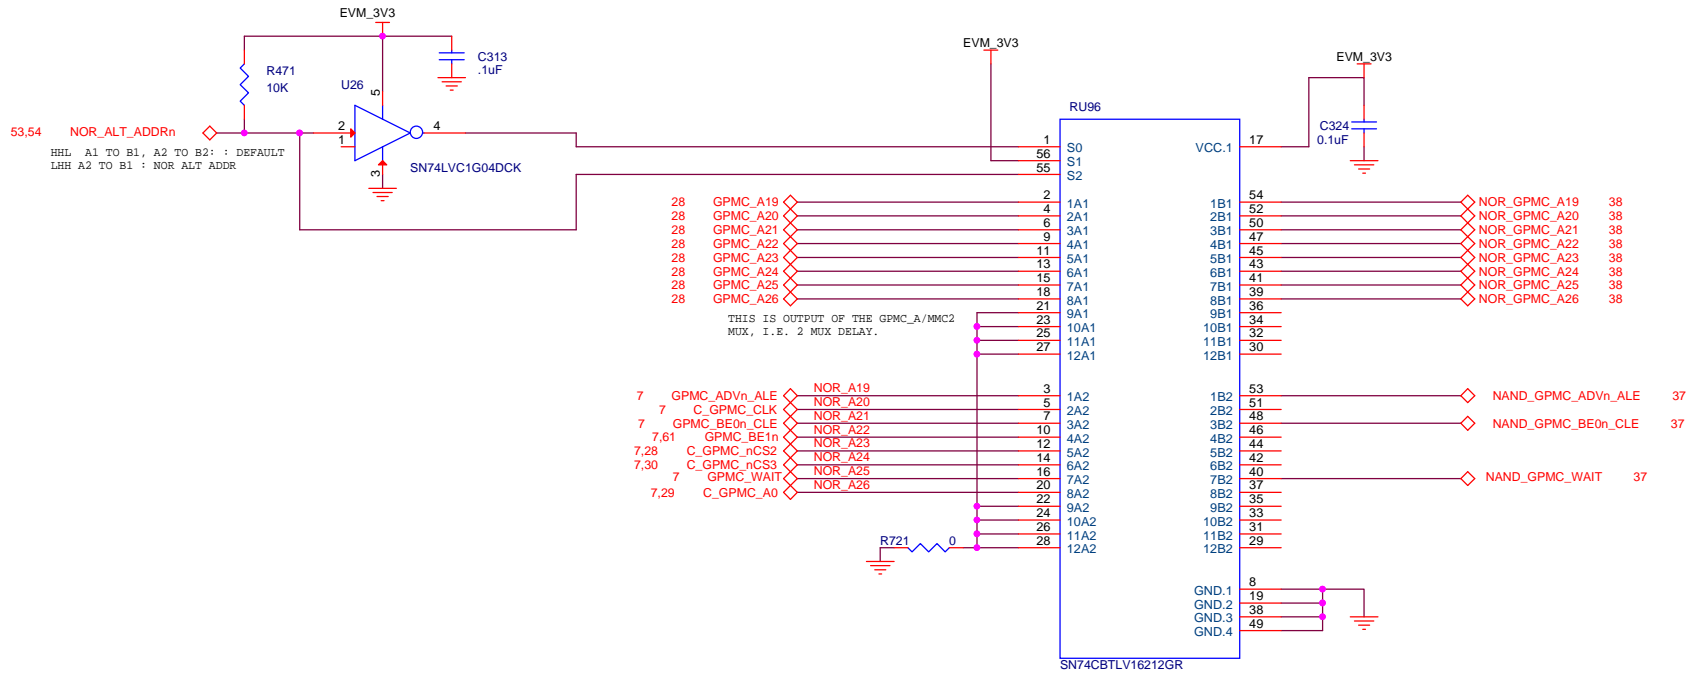 EVM_3V3
R471
10K
C313
.1uF
U26
5
2
1
4
3
SN74LVC1G04DCK
53,54 NOR_ALT_ADDRn
HHL A1 TO B1, A2 TO B2: : DEFAULT
LHH A2 TO B1 : NOR ALT ADDR
EVM_3V3
EVM_3V3
C324
0.1uF
RU96
1 S0 VCC.1 17
56 S1
55 S2
28 GPMC_A19 2 1A1 1B1 54 NOR_GPMC_A19 38
28 GPMC_A20 4 2A1 2B1 52 NOR_GPMC_A20 38
28 GPMC_A21 6 3A1 3B1 50 NOR_GPMC_A21 38
28 GPMC_A22 9 4A1 4B1 47 NOR_GPMC_A22 38
28 GPMC_A23 11 5A1 5B1 45 NOR_GPMC_A23 38
28 GPMC_A24 13 6A1 6B1 43 NOR_GPMC_A24 38
28 GPMC_A25 15 7A1 7B1 41 NOR_GPMC_A25 38
28 GPMC_A26 18 8A1 8B1 39 NOR_GPMC_A26 38
21 9A1 9B1 36
23 10A1 10B1 34
25 11A1 11B1 32
27 12A1 12B1 30
THIS IS OUTPUT OF THE GPMC_A/MMC2
MUX, I.E. 2 MUX DELAY.
7 GPMC_ADVn_ALE NOR_A19 3 1A2 1B2 53 NAND_GPMC_ADVn_ALE 37
7 C_GPMC_CLK NOR_A20 5 2A2 2B2 51
7 GPMC_BE0n_CLE NOR_A21 7 3A2 3B2 48 NAND_GPMC_BE0n_CLE 37
7,61 GPMC_BE1n NOR_A22 10 4A2 4B2 46
7,28 C_GPMC_nCS2 NOR_A23 12 5A2 5B2 44
7,30 C_GPMC_nCS3 NOR_A24 14 6A2 6B2 42
7 GPMC_WAIT NOR_A25 16 7A2 7B2 40 NAND_GPMC_WAIT 37
7,29 C_GPMC_A0 NOR_A26 20 8A2 8B2 37
22 9A2 9B2 35
24 10A2 10B2 33
26 11A2 11B2 31
R721 0 28 12A2 12B2 29
GND.1 8
GND.2 19
GND.3 38
GND.4 49
SN74CBTLV16212GR